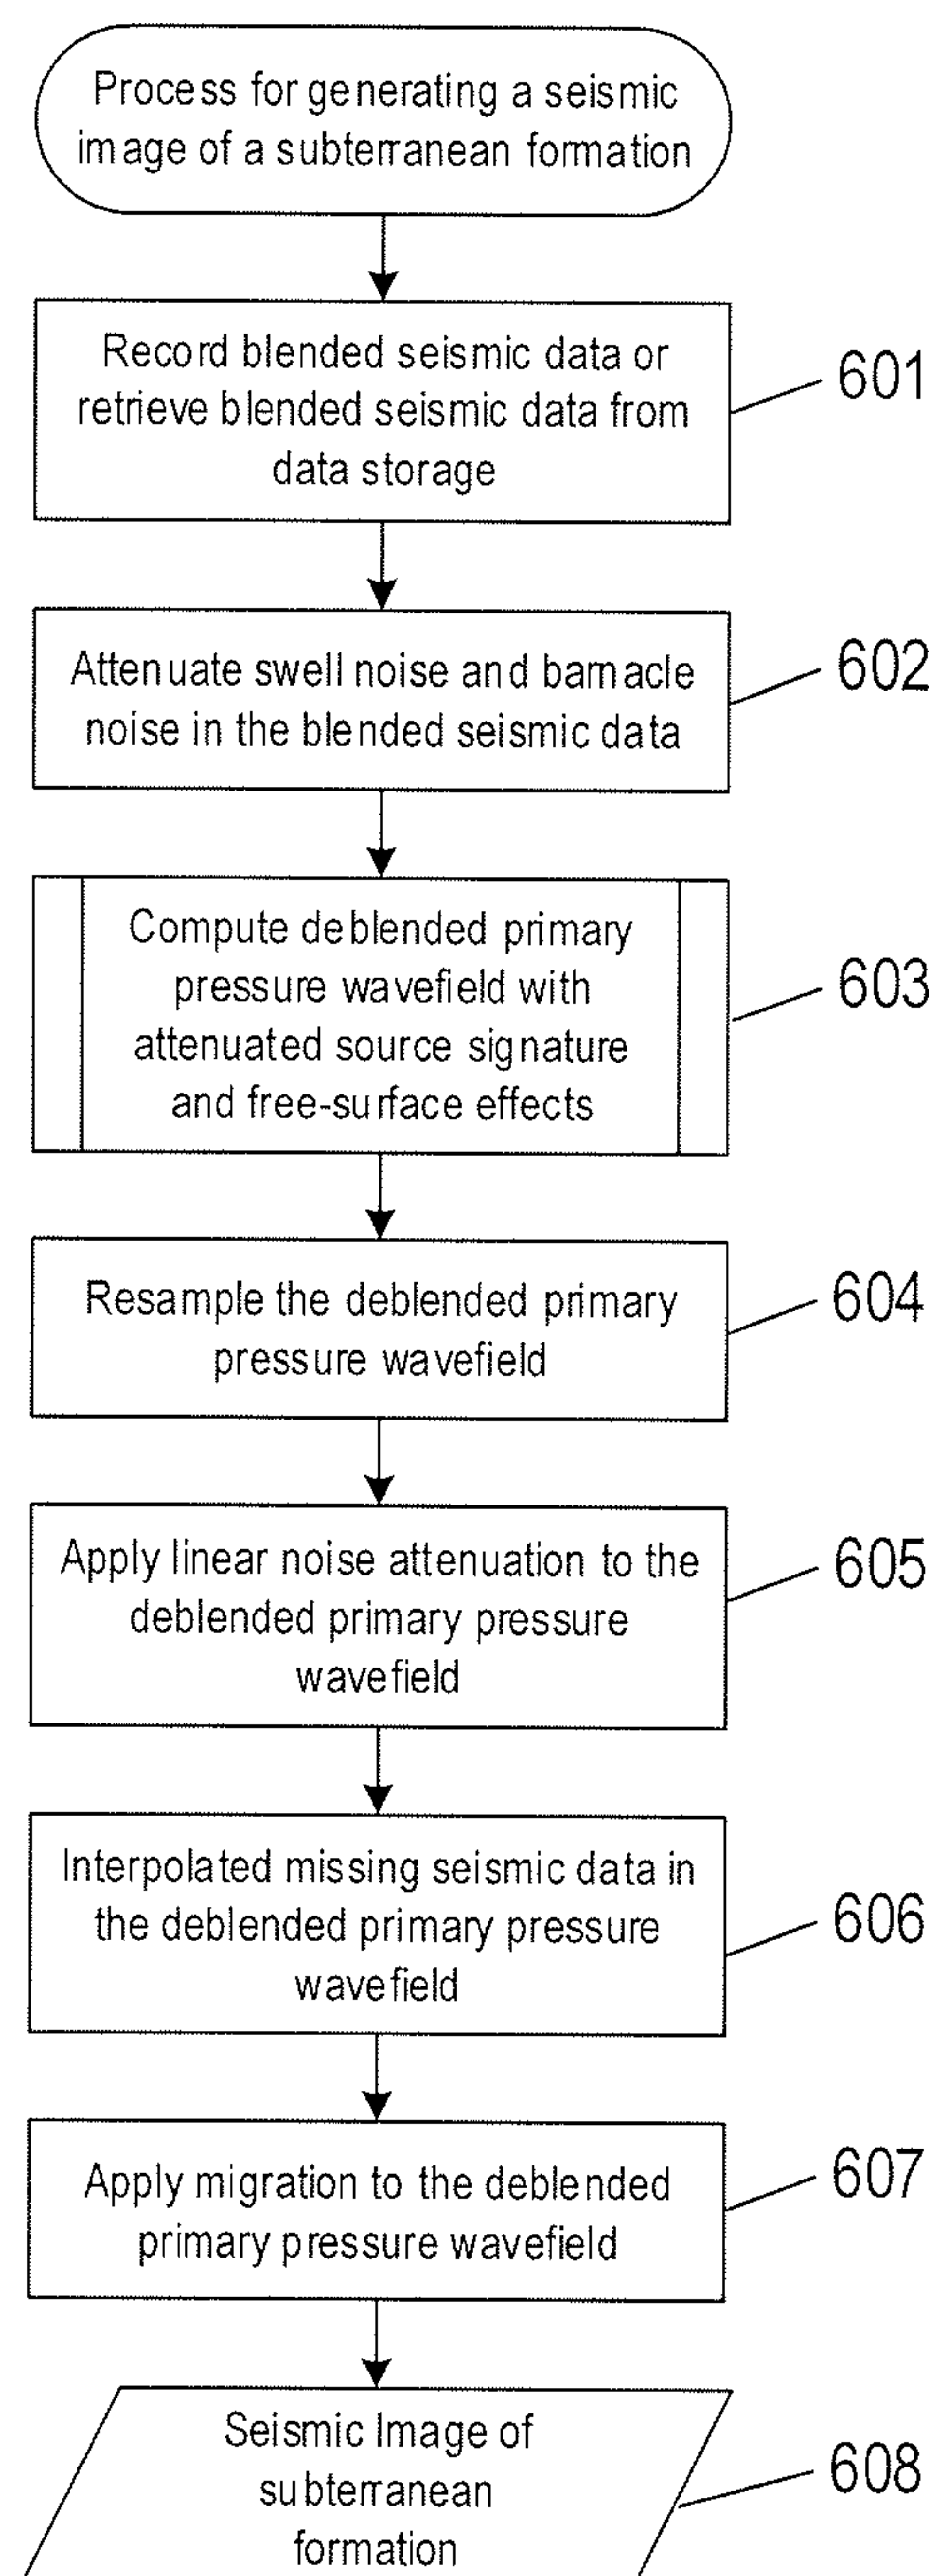 Process for generating a seismic
image of a subterranean formation
Record blended seismic data or
retrieve blended seismic data from
data storage
601
Attenuate swell noise and barnacle
noise in the blended seismic data
602
Compute deblended primary
pressure wavefield with
attenuated source signature
and free-surface effects
603
Resample the deblended primary
pressure wavefield
604
Apply linear noise attenuation to the
deblended primary pressure
wavefield
605
Interpolated missing seismic data in
the deblended primary pressure
wavefield
606
Apply migration to the deblended
primary pressure wavefield
607
Seismic Image of
subterranean
formation
608